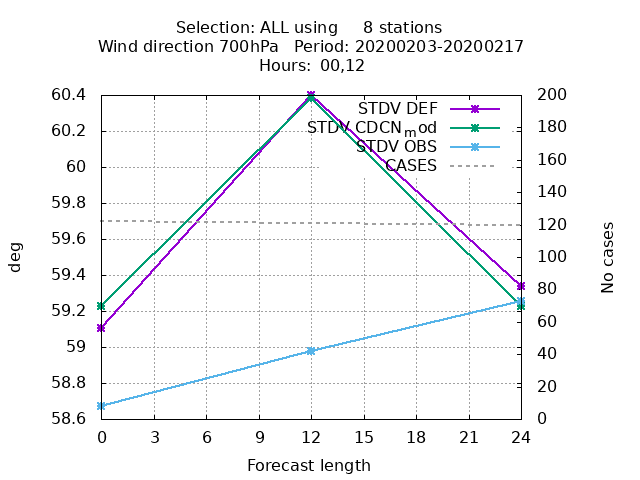 Selection: ALL using     8 stations
Wind direction 700hPa   Period: 20200203-20200217
Hours:  00,12
60.4
60.2
60
59.8
59.6
59.4
59.2
59
58.8
58.6
deg
STDV DEF
STDV CDCNmod
STDV OBS
CASES
200
180
160
140
120
100
80
60
40
20
0
No cases
0 3 6 9 12 15 18 21 24
Forecast length